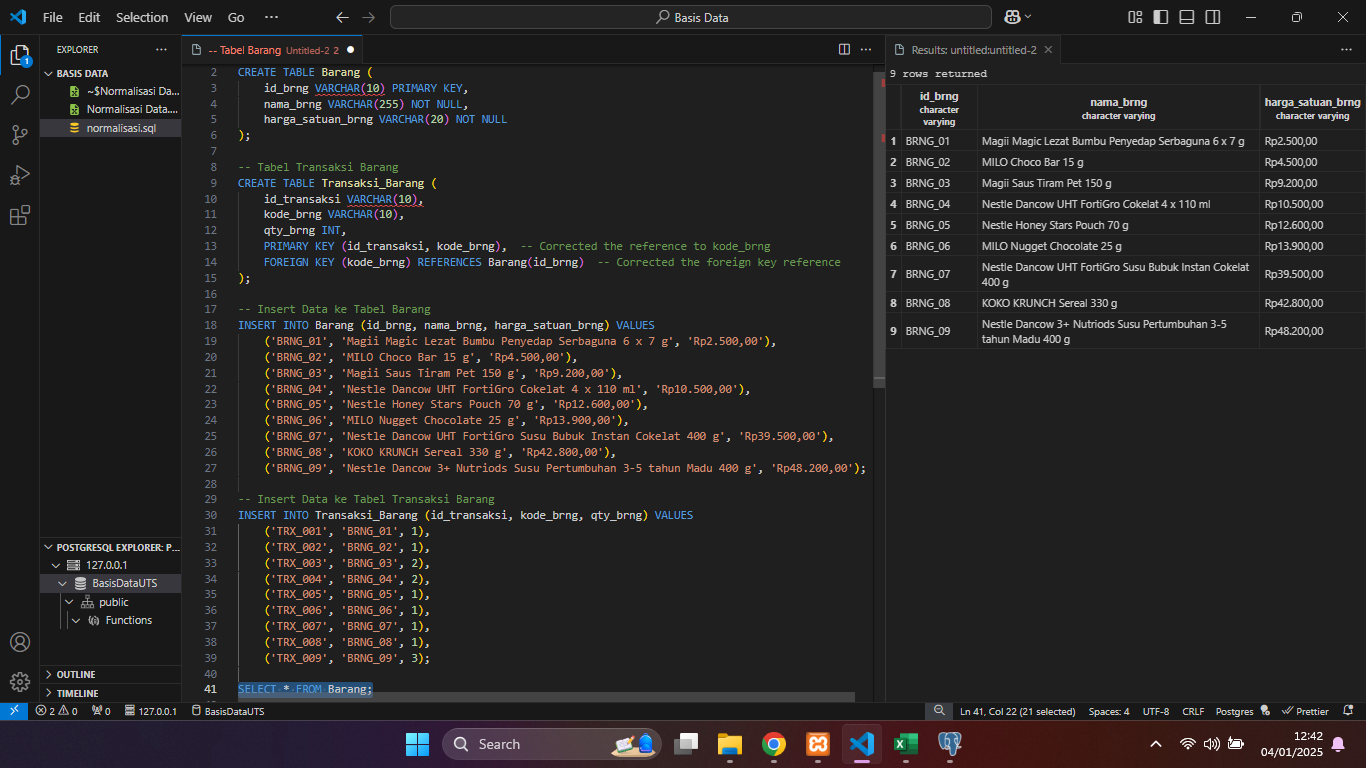 File Edit Selection View Go ··· Basis Data
EXPLORER ···
BASIS DATA
~$Normalisasi Da...
Normalisasi Data....
normalisasi.sql
POSTGRESQL EXPLORER: P...
127.0.0.1
BasisDataUTS
public
Functions
OUTLINE
TIMELINE
1
-- Tabel Barang Untitled-2 2
2 CREATE TABLE Barang (
3 id_brng VARCHAR(10) PRIMARY KEY,
4 nama_brng VARCHAR(255) NOT NULL,
5 harga_satuan_brng VARCHAR(20) NOT NULL
6 );
7
8 -- Tabel Transaksi Barang
9 CREATE TABLE Transaksi_Barang (
10 id_transaksi VARCHAR(10),
11 kode_brng VARCHAR(10),
12 qty_brng INT,
13 PRIMARY KEY (id_transaksi, kode_brng), -- Corrected the reference to kode_brng
14 FOREIGN KEY (kode_brng) REFERENCES Barang(id_brng) -- Corrected the foreign key reference
15 );
16
17 -- Insert Data ke Tabel Barang
18 INSERT INTO Barang (id_brng, nama_brng, harga_satuan_brng) VALUES
19 ('BRNG_01', 'Magii Magic Lezat Bumbu Penyedap Serbaguna 6 x 7 g', 'Rp2.500,00'),
20 ('BRNG_02', 'MILO Choco Bar 15 g', 'Rp4.500,00'),
21 ('BRNG_03', 'Magii Saus Tiram Pet 150 g', 'Rp9.200,00'),
22 ('BRNG_04', 'Nestle Dancow UHT FortiGro Cokelat 4 x 110 ml', 'Rp10.500,00'),
23 ('BRNG_05', 'Nestle Honey Stars Pouch 70 g', 'Rp12.600,00'),
24 ('BRNG_06', 'MILO Nugget Chocolate 25 g', 'Rp13.900,00'),
25 ('BRNG_07', 'Nestle Dancow UHT FortiGro Susu Bubuk Instan Cokelat 400 g', 'Rp39.500,00'),
26 ('BRNG_08', 'KOKO KRUNCH Sereal 330 g', 'Rp42.800,00'),
27 ('BRNG_09', 'Nestle Dancow 3+ Nutriods Susu Pertumbuhan 3-5 tahun Madu 400 g', 'Rp48.200,00');
28
29 -- Insert Data ke Tabel Transaksi Barang
30 INSERT INTO Transaksi_Barang (id_transaksi, kode_brng, qty_brng) VALUES
31 ('TRX_001', 'BRNG_01', 1),
32 ('TRX_002', 'BRNG_02', 1),
33 ('TRX_003', 'BRNG_03', 2),
34 ('TRX_004', 'BRNG_04', 2),
35 ('TRX_005', 'BRNG_05', 1),
36 ('TRX_006', 'BRNG_06', 1),
37 ('TRX_007', 'BRNG_07', 1),
38 ('TRX_008', 'BRNG_08', 1),
39 ('TRX_009', 'BRNG_09', 3);
40
41 SELECT * FROM Barang;
Results: untitled:untitled-2
9 rows returned
id_brng character varying nama_brng character varying harga_satuan_brng character varying
1 BRNG_01 Magii Magic Lezat Bumbu Penyedap Serbaguna 6 x 7 g Rp2.500,00
2 BRNG_02 MILO Choco Bar 15 g Rp4.500,00
3 BRNG_03 Magii Saus Tiram Pet 150 g Rp9.200,00
4 BRNG_04 Nestle Dancow UHT FortiGro Cokelat 4 x 110 ml Rp10.500,00
5 BRNG_05 Nestle Honey Stars Pouch 70 g Rp12.600,00
6 BRNG_06 MILO Nugget Chocolate 25 g Rp13.900,00
7 BRNG_07 Nestle Dancow UHT FortiGro Susu Bubuk Instan Cokelat 400 g Rp39.500,00
8 BRNG_08 KOKO KRUNCH Sereal 330 g Rp42.800,00
9 BRNG_09 Nestle Dancow 3+ Nutriods Susu Pertumbuhan 3-5 tahun Madu 400 g Rp48.200,00
2 0 0 127.0.0.1 BasisDataUTS Ln 41, Col 22 (21 selected) Spaces: 4 UTF-8 CRLF Postgres Prettier
Search
12:42
04/01/2025